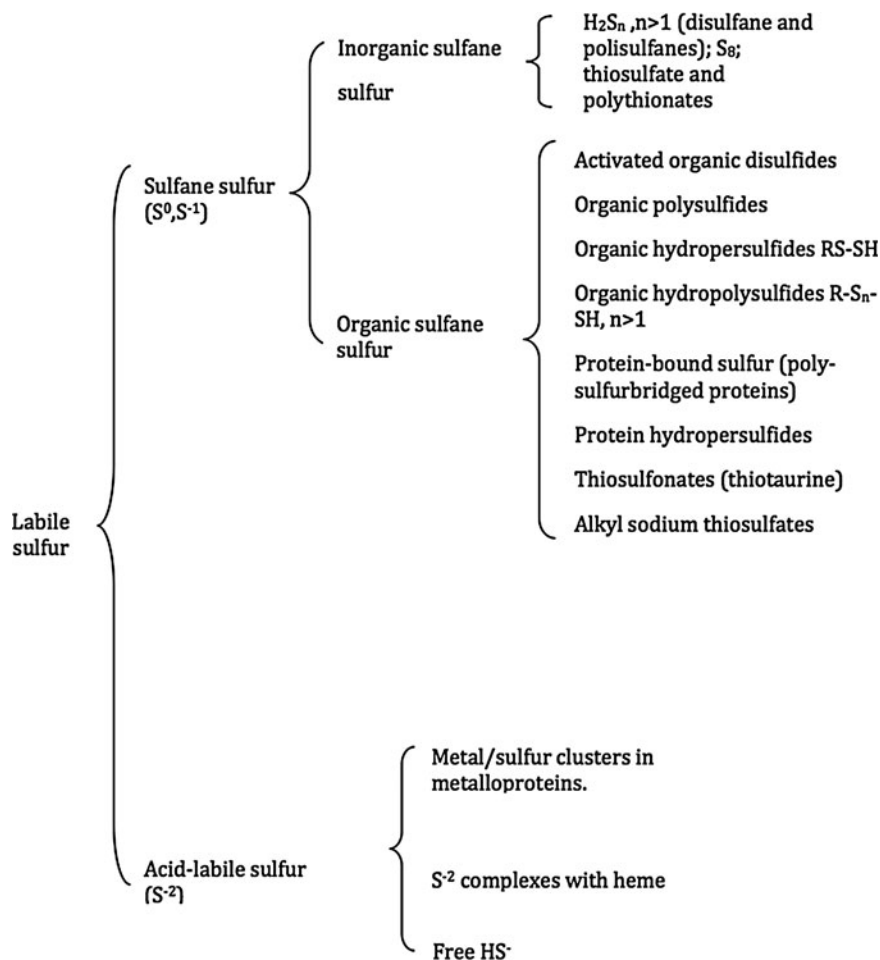 Inorganic sulfane
sulfur
H₂Sₙ ,n>1 (disulfane and
polisulfanes); S₈;
thiosulfate and
polythionates
Sulfane sulfur
(S⁰,S⁻¹)
Organic sulfane
sulfur
Activated organic disulfides
Organic polysulfides
Organic hydropersulfides RS-SH
Organic hydropolysulfides R-Sₙ-
SH, n>1
Protein-bound sulfur (poly-
sulfurbridged proteins)
Protein hydropersulfides
Thiosulfonates (thiotaurine)
Alkyl sodium thiosulfates
Labile
sulfur
Acid-labile sulfur
(S⁻²)
Metal/sulfur clusters in
metalloproteins.
S⁻² complexes with heme
Free HS⁻